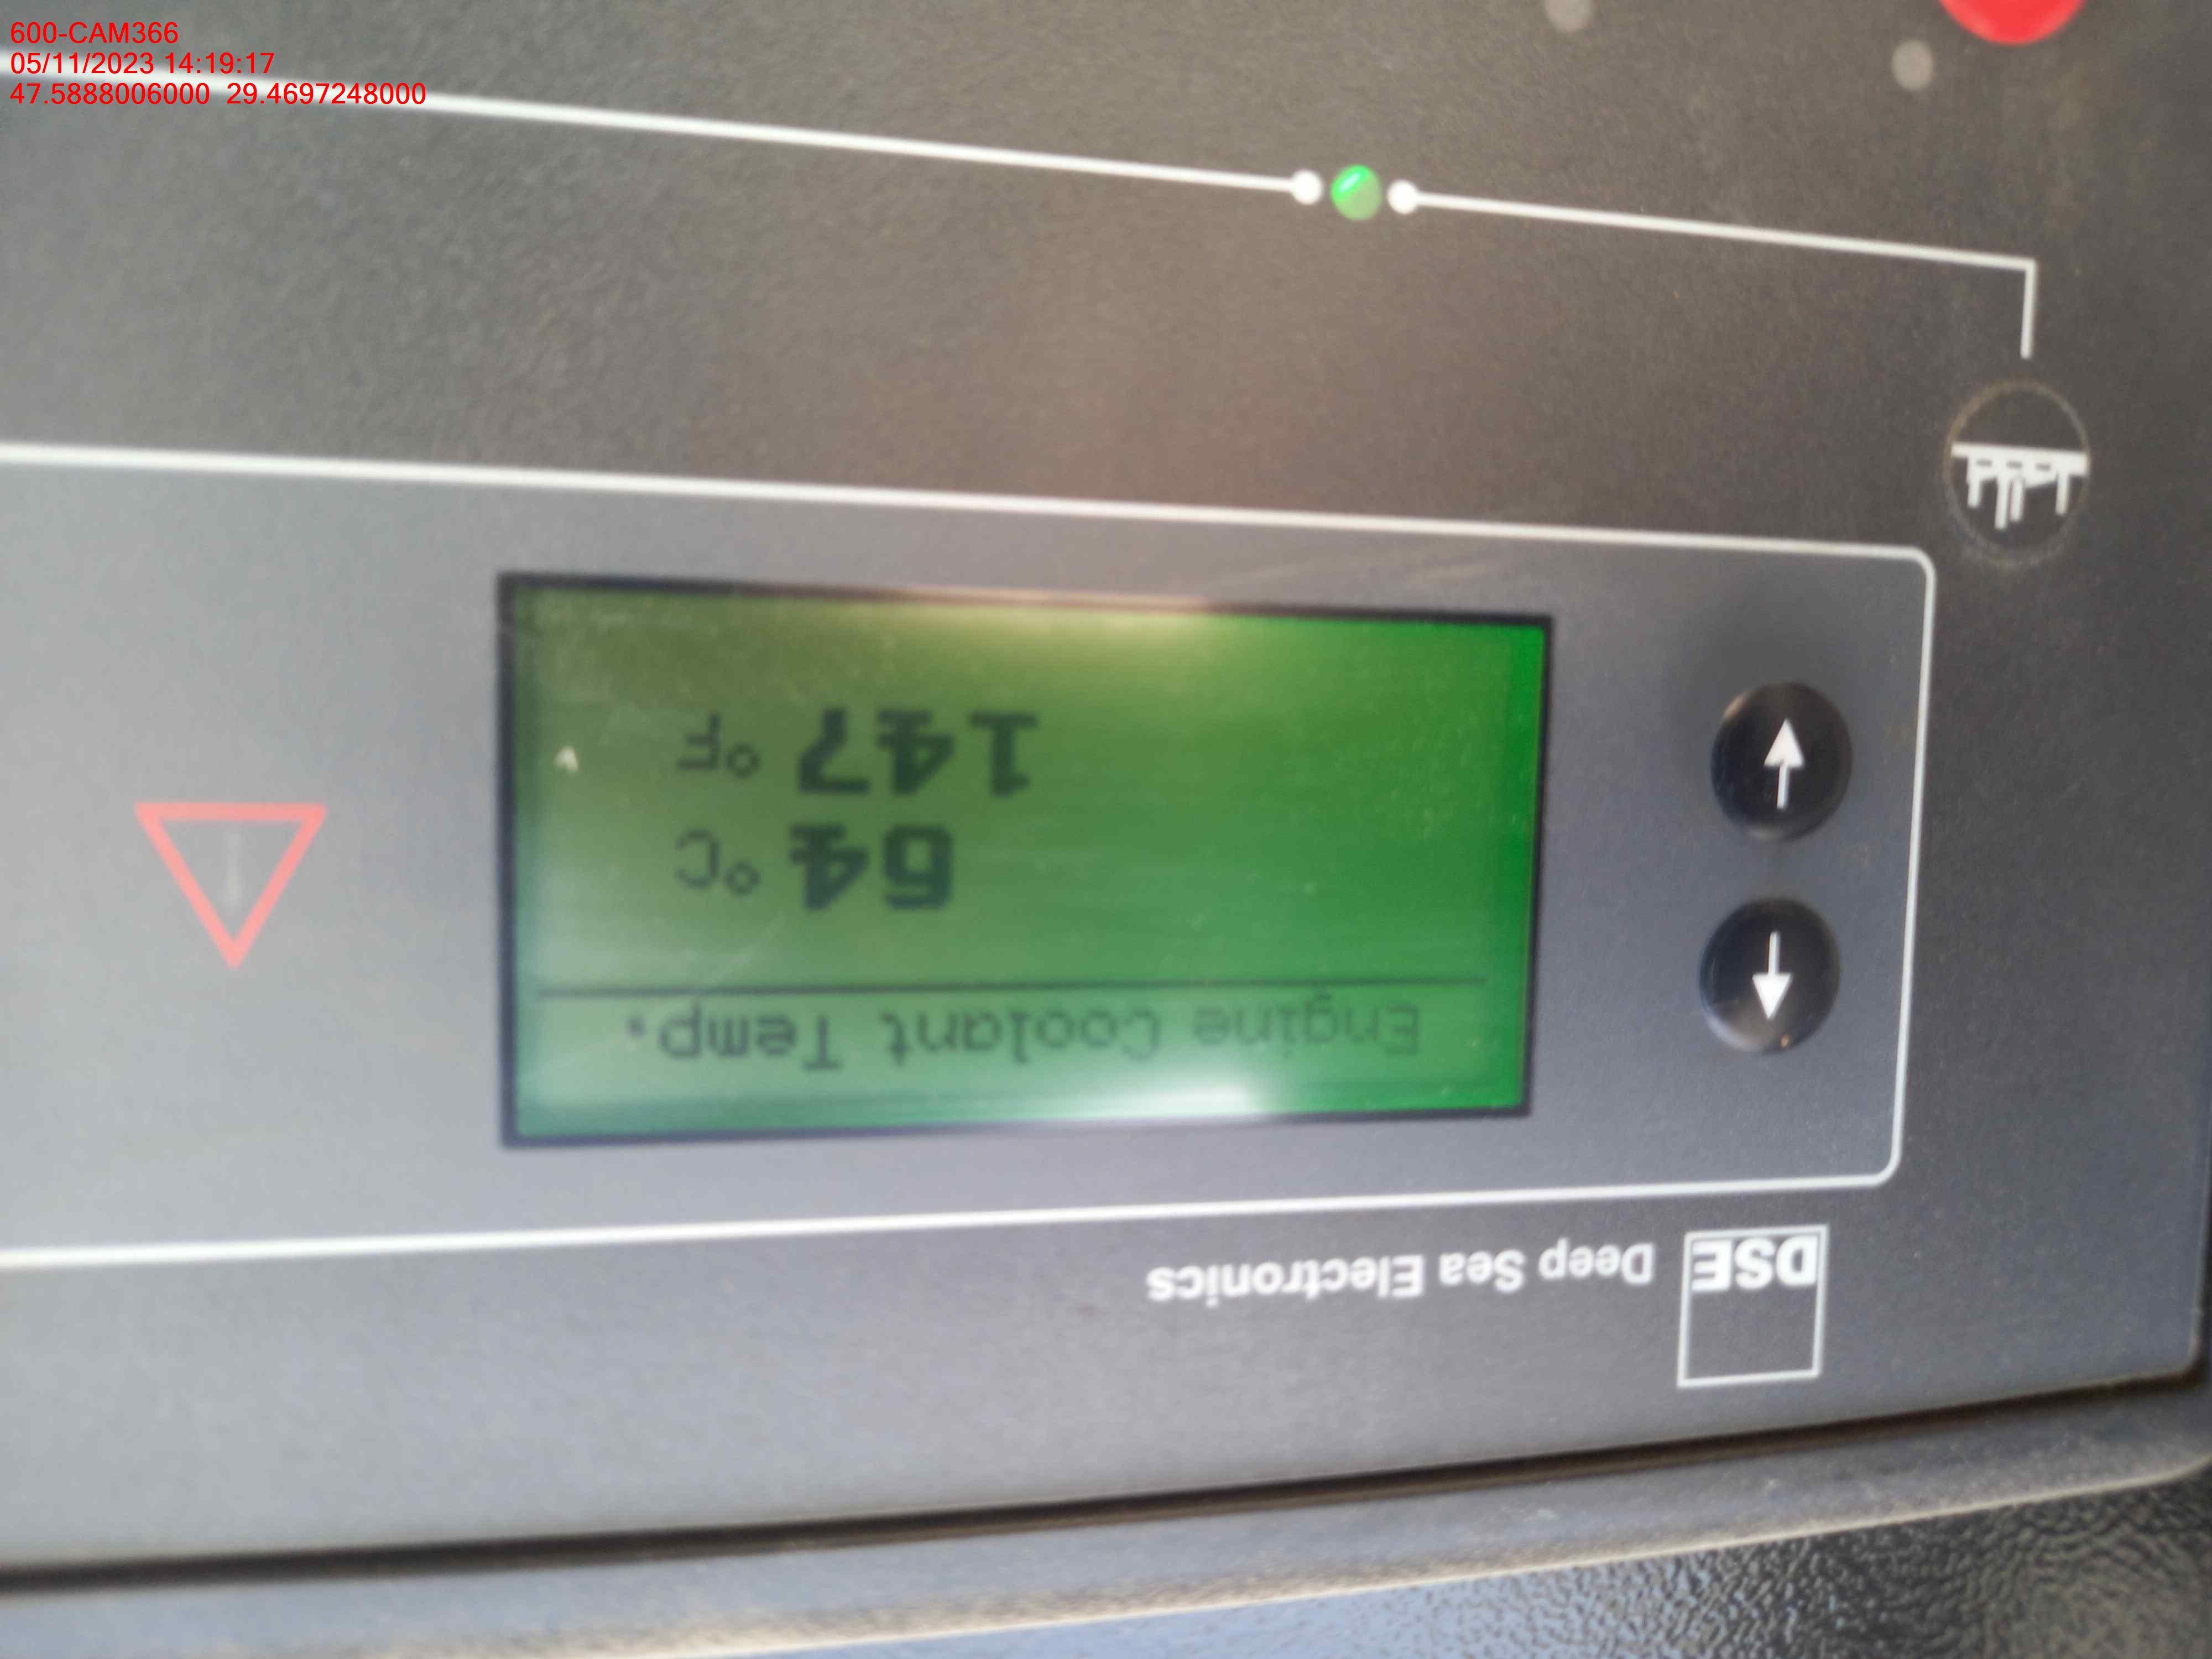 600-CAM366
05/11/2023 14:19:17
47.5888006000 29.4697248000
DSE Deep Sea Electronics
Engine Coolant Temp.
64 °C
147 °F